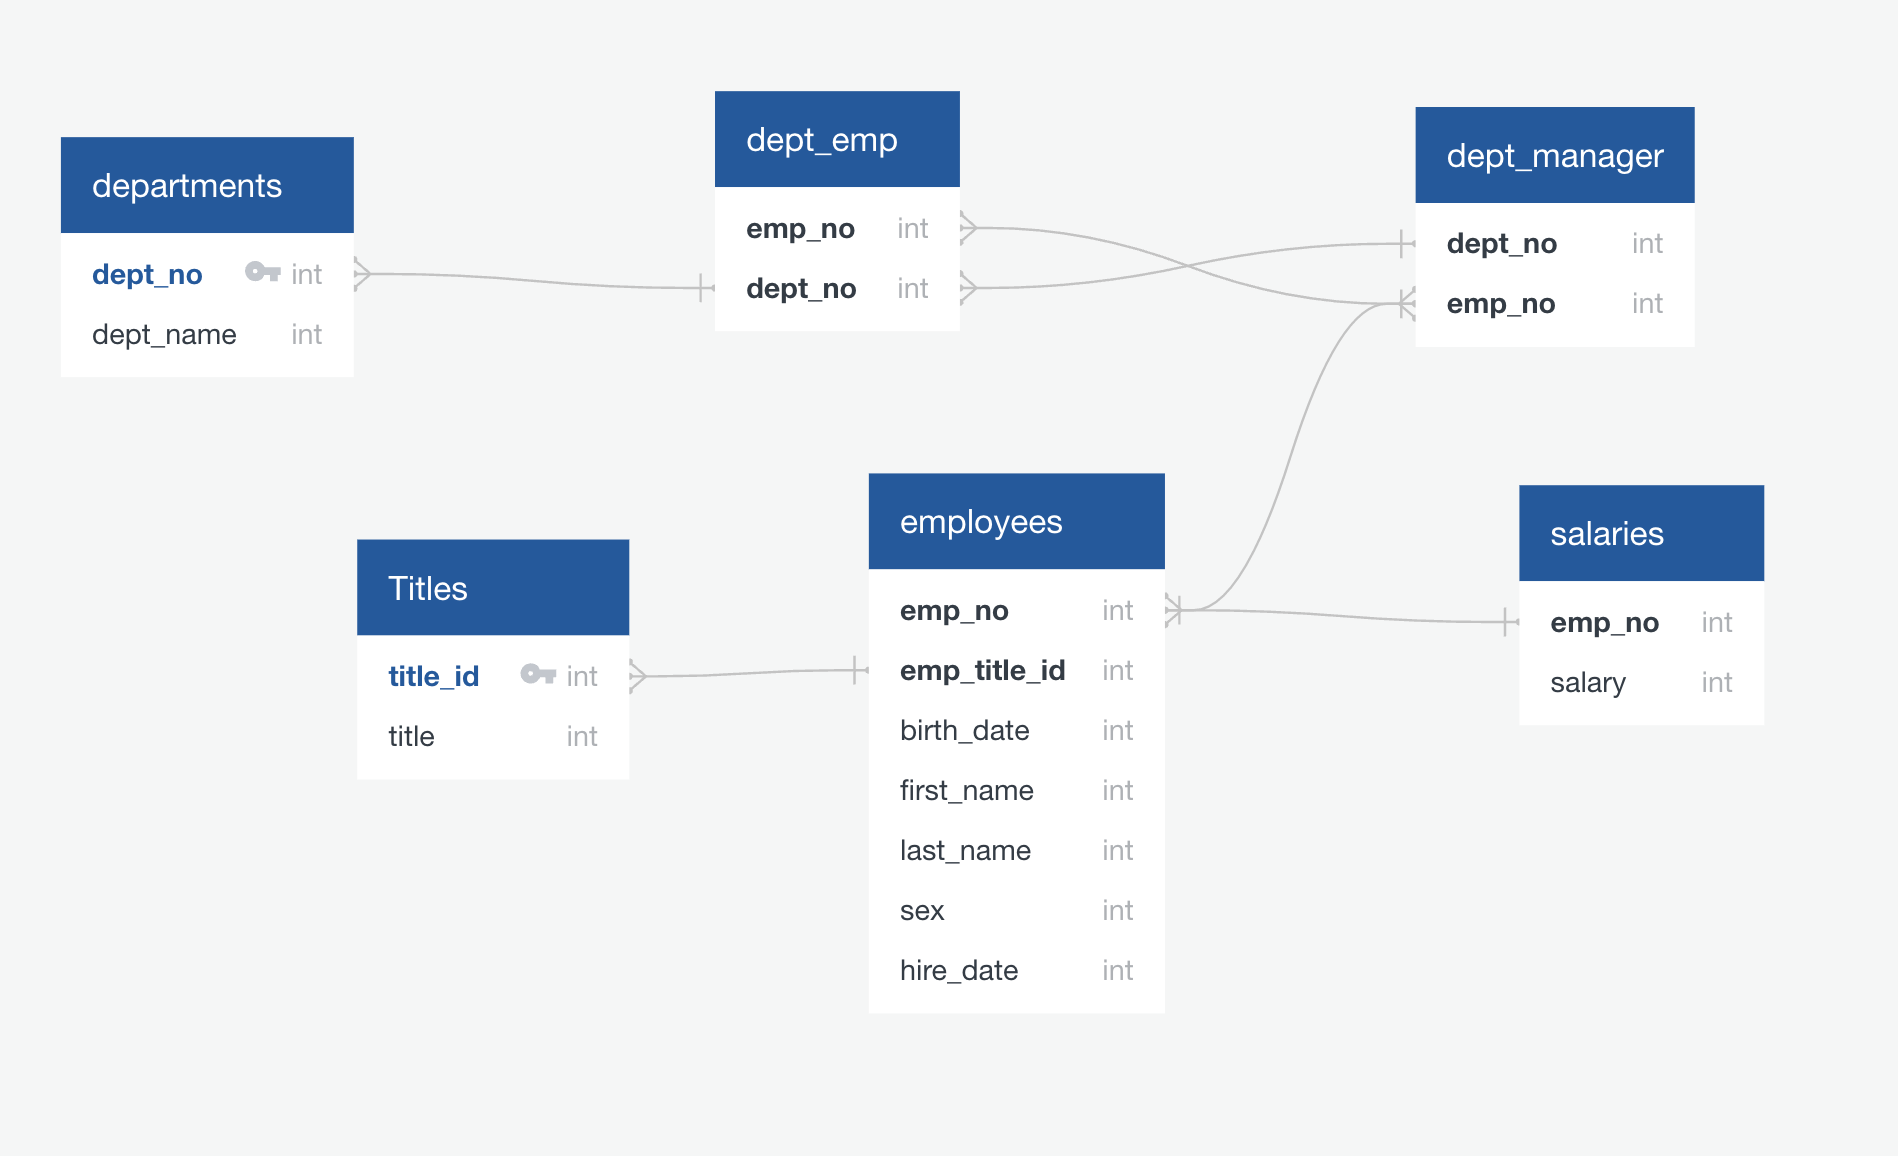 departments
dept_no int
dept_name int
dept_emp
emp_no int
dept_no int
dept_manager
dept_no int
emp_no int
Titles
title_id int
title int
employees
emp_no int
emp_title_id int
birth_date int
first_name int
last_name int
sex int
hire_date int
salaries
emp_no int
salary int